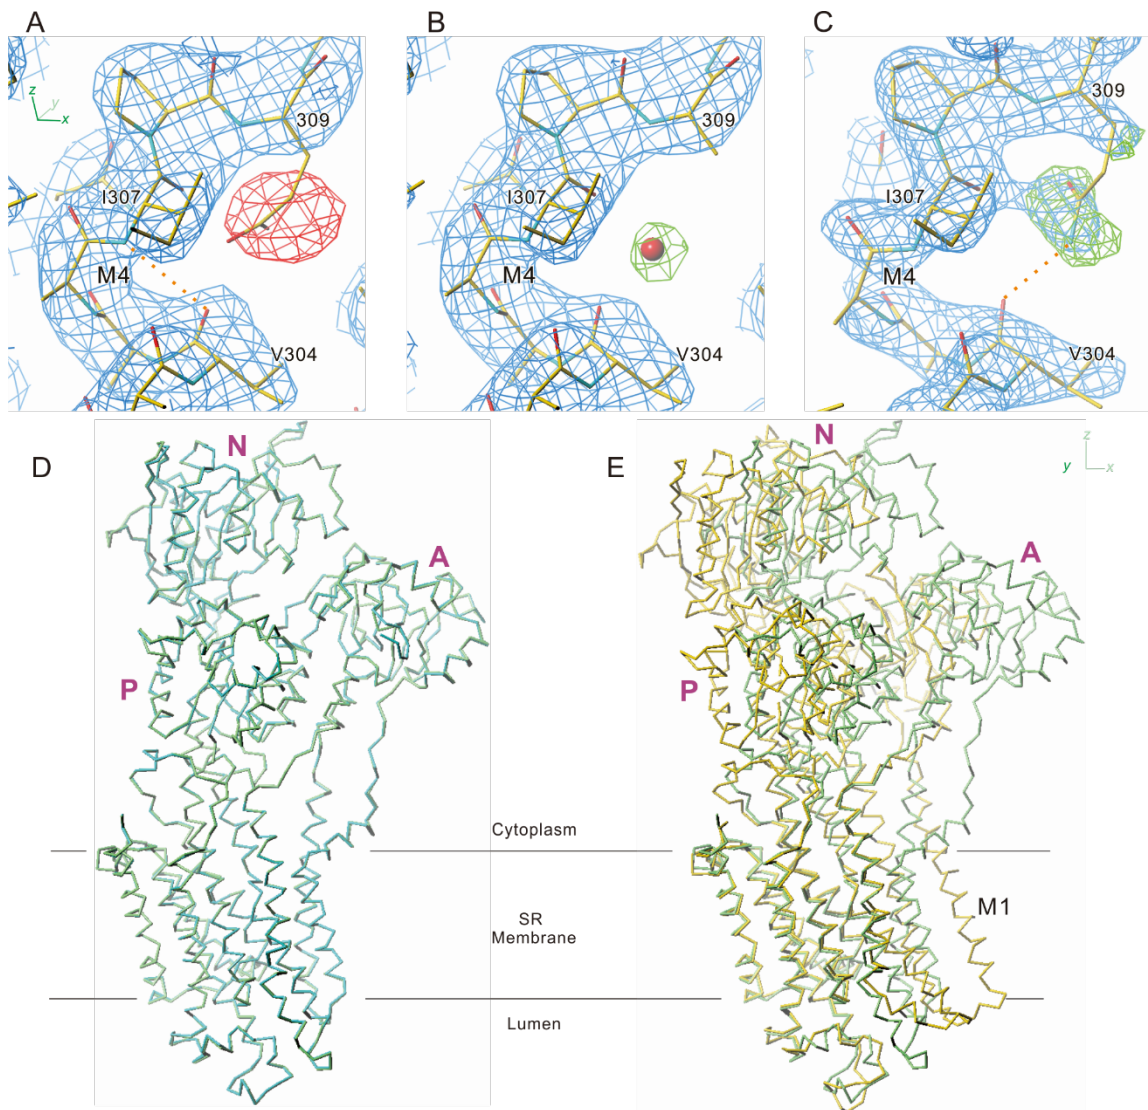 A
B
C
z
y
x
309
I307
M4
V304
309
I307
M4
V304
309
I307
M4
V304
D
N
A
P
E
N
A
P
z
y
x
M1
Cytoplasm
SR
Membrane
Lumen